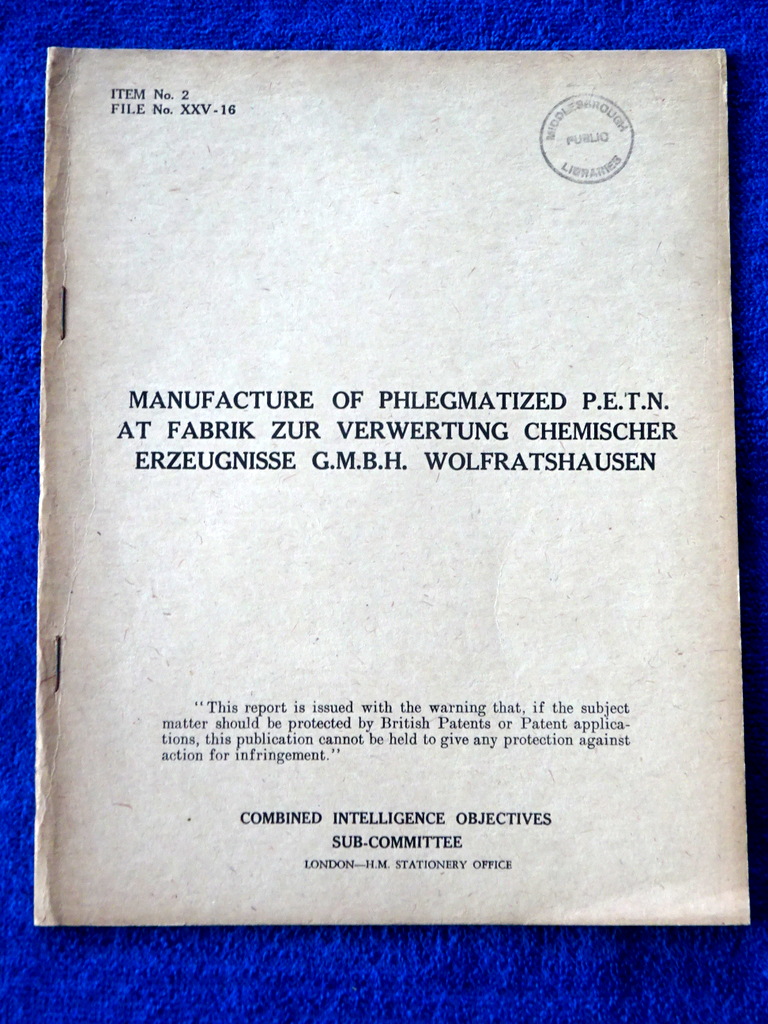 ITEM No. 2
FILE No. XXV-16
MIDDLESBROUGH
PUBLIC
LIBRARIES
MANUFACTURE OF PHLEGMATIZED P.E.T.N.
AT FABRIK ZUR VERWERTUNG CHEMISCHER
ERZEUGNISSE G.M.B.H. WOLFRATSHAUSEN
"This report is issued with the warning that, if the subject
matter should be protected by British Patents or Patent applica-
tions, this publication cannot be held to give any protection against
action for infringement."
COMBINED INTELLIGENCE OBJECTIVES
SUB-COMMITTEE
LONDON—H.M. STATIONERY OFFICE